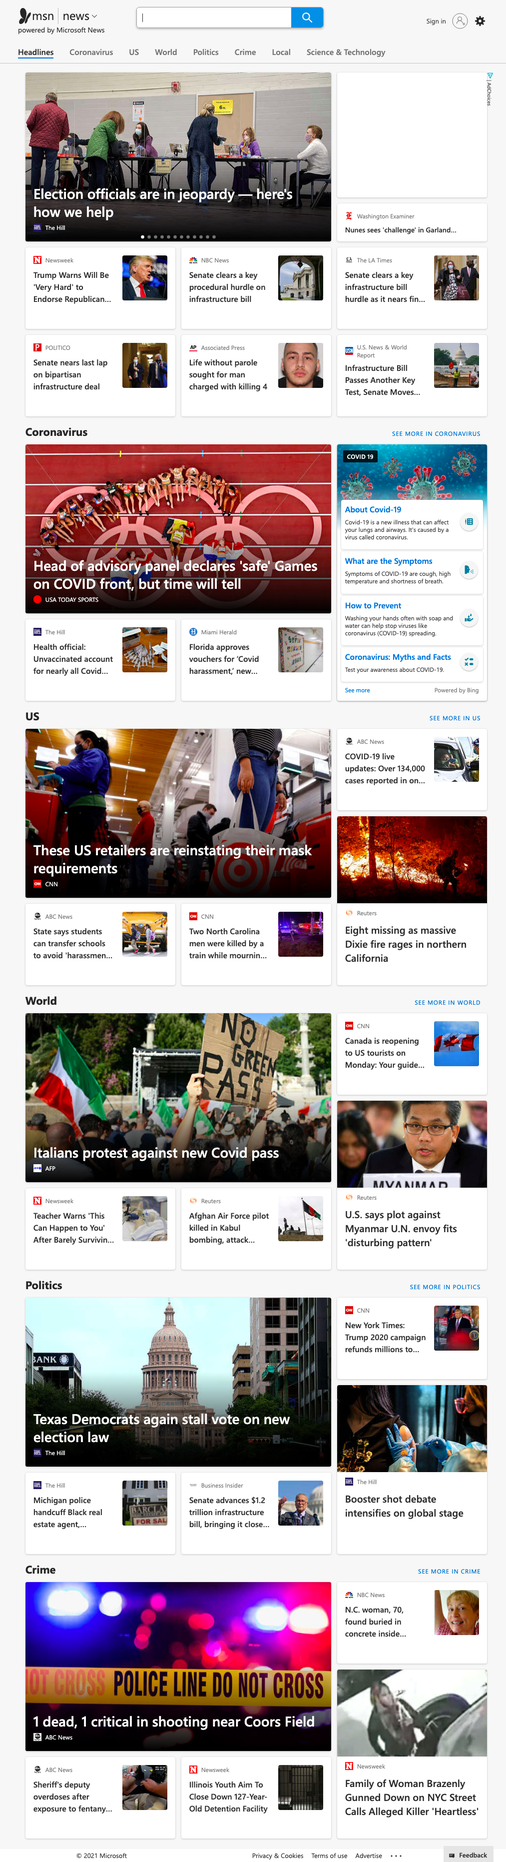 msn | news
powered by Microsoft News
Sign in
Headlines Coronavirus US World Politics Crime Local Science & Technology
AdChoices
Election officials are in jeopardy — here's
how we help
The Hill
Washington Examiner
Nunes sees 'challenge' in Garland...
Newsweek
Trump Warns Will Be
'Very Hard' to
Endorse Republican...
NBC News
Senate clears a key
procedural hurdle on
infrastructure bill
The LA Times
Senate clears a key
infrastructure bill
hurdle as it nears fin...
POLITICO
Senate nears last lap
on bipartisan
infrastructure deal
Associated Press
Life without parole
sought for man
charged with killing 4
U.S. News & World
Report
Infrastructure Bill
Passes Another Key
Test, Senate Moves...
Coronavirus
SEE MORE IN CORONAVIRUS
Head of advisory panel declares 'safe' Games
on COVID front, but time will tell
USA TODAY SPORTS
COVID 19
About Covid-19
Covid-19 is a new illness that can affect
your lungs and airways. It's caused by a
virus called coronavirus.
What are the Symptoms
Symptoms of COVID-19 are cough, high
temperature and shortness of breath.
How to Prevent
Washing your hands often with soap and
water can help stop viruses like
coronavirus (COVID-19) spreading.
Coronavirus: Myths and Facts
Test your awareness about COVID-19.
See more
Powered by Bing
The Hill
Health official:
Unvaccinated account
for nearly all Covid...
Miami Herald
Florida approves
vouchers for 'Covid
harassment,' new...
US
SEE MORE IN US
These US retailers are reinstating their mask
requirements
CNN
ABC News
COVID-19 live
updates: Over 134,000
cases reported in on...
Reuters
Eight missing as massive
Dixie fire rages in northern
California
ABC News
State says students
can transfer schools
to avoid 'harassmen...
CNN
Two North Carolina
men were killed by a
train while mournin...
World
SEE MORE IN WORLD
NO
GREEN
PASS
Italians protest against new Covid pass
AFP
CNN
Canada is reopening
to US tourists on
Monday: Your guide...
MYANMAR
Reuters
U.S. says plot against
Myanmar U.N. envoy fits
'disturbing pattern'
Newsweek
Teacher Warns 'This
Can Happen to You'
After Barely Survivin...
Reuters
Afghan Air Force pilot
killed in Kabul
bombing, attack...
Politics
SEE MORE IN POLITICS
BANK
Texas Democrats again stall vote on new
election law
The Hill
CNN
New York Times:
Trump 2020 campaign
refunds millions to...
The Hill
Booster shot debate
intensifies on global stage
The Hill
Michigan police
handcuff Black real
estate agent,...
FOR SALE
Business Insider
Senate advances $1.2
trillion infrastructure
bill, bringing it close...
Crime
SEE MORE IN CRIME
NOT CROSS POLICE LINE DO NOT CROSS
1 dead, 1 critical in shooting near Coors Field
ABC News
NBC News
N.C. woman, 70,
found buried in
concrete inside...
Newsweek
Family of Woman Brazenly
Gunned Down on NYC Street
Calls Alleged Killer 'Heartless'
ABC News
Sheriff's deputy
overdoses after
exposure to fentany...
Newsweek
Illinois Youth Aim To
Close Down 127-Year-
Old Detention Facility
© 2021 Microsoft
Privacy & Cookies Terms of use Advertise
Feedback